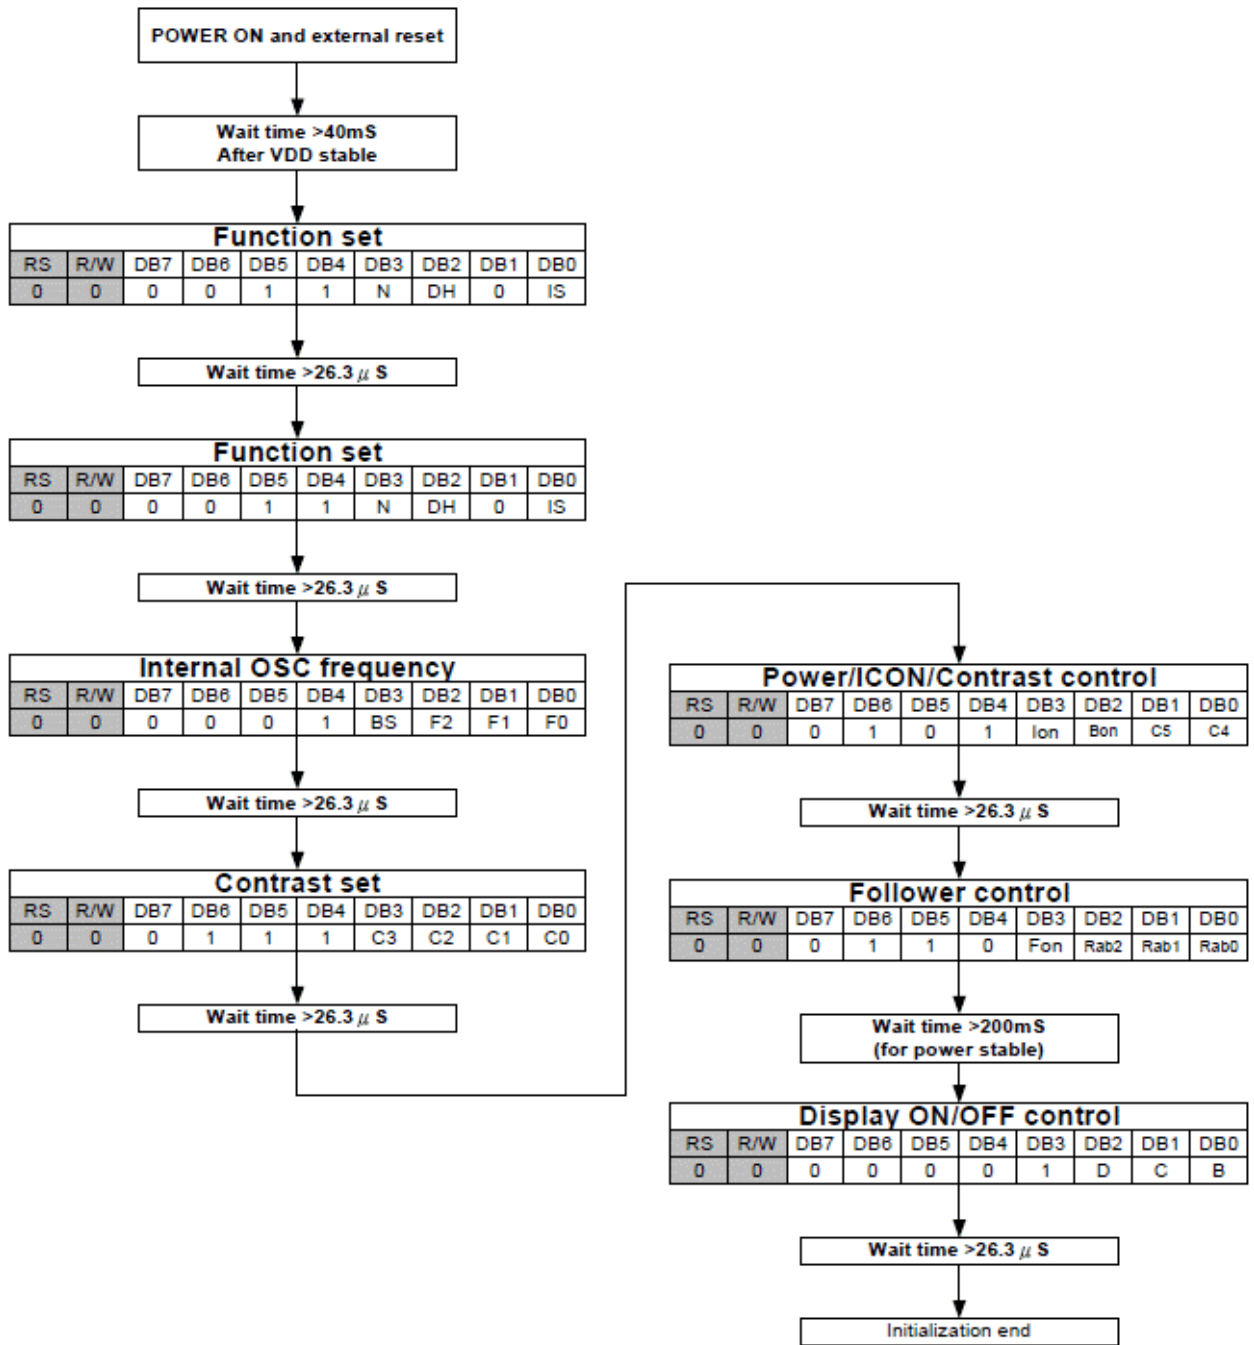 POWER ON and external reset
Wait time >40mS
After VDD stable
Function set
RS R/W DB7 DB6 DB5 DB4 DB3 DB2 DB1 DB0
0 0 0 0 1 1 N DH 0 IS
Wait time >26.3 μ S
Function set
RS R/W DB7 DB6 DB5 DB4 DB3 DB2 DB1 DB0
0 0 0 0 1 1 N DH 0 IS
Wait time >26.3 μ S
Internal OSC frequency
RS R/W DB7 DB6 DB5 DB4 DB3 DB2 DB1 DB0
0 0 0 0 0 1 BS F2 F1 F0
Wait time >26.3 μ S
Contrast set
RS R/W DB7 DB6 DB5 DB4 DB3 DB2 DB1 DB0
0 0 0 1 1 1 C3 C2 C1 C0
Wait time >26.3 μ S
Power/ICON/Contrast control
RS R/W DB7 DB6 DB5 DB4 DB3 DB2 DB1 DB0
0 0 0 1 0 1 Ion Bon C5 C4
Wait time >26.3 μ S
Follower control
RS R/W DB7 DB6 DB5 DB4 DB3 DB2 DB1 DB0
0 0 0 1 1 0 Fon Rab2 Rab1 Rab0
Wait time >200mS
(for power stable)
Display ON/OFF control
RS R/W DB7 DB6 DB5 DB4 DB3 DB2 DB1 DB0
0 0 0 0 0 0 1 D C B
Wait time >26.3 μ S
Initialization end